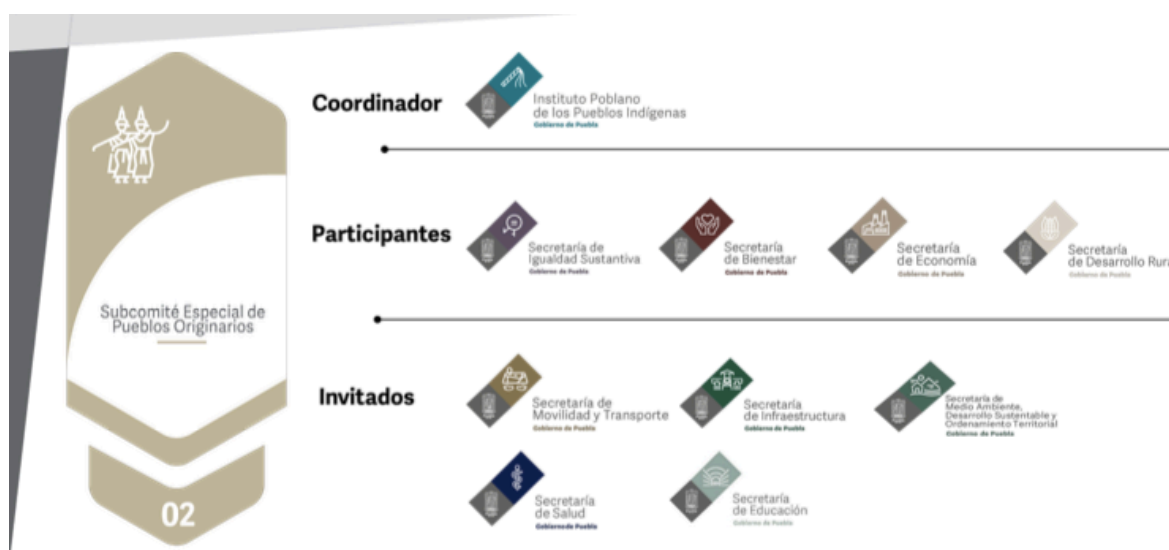 Coordinador
Instituto Poblano
de los Pueblos Indígenas
Gobierno de Puebla
Participantes
Secretaría de
Igualdad Sustantiva
Gobierno de Puebla
Secretaría
de Bienestar
Gobierno de Puebla
Secretaría
de Economía
Gobierno de Puebla
Secretaría
de Desarrollo Rura
Gobierno de Puebla
Subcomité Especial de
Pueblos Originarios
Invitados
Secretaría de
Movilidad y Transporte
Gobierno de Puebla
Secretaría
de Infraestructura
Gobierno de Puebla
Secretaría de
Medio Ambiente,
Desarrollo Sustentable y
Ordenamiento Territorial
Gobierno de Puebla
Secretaría
de Salud
Gobierno de Puebla
Secretaría
de Educación
Gobierno de Puebla
02